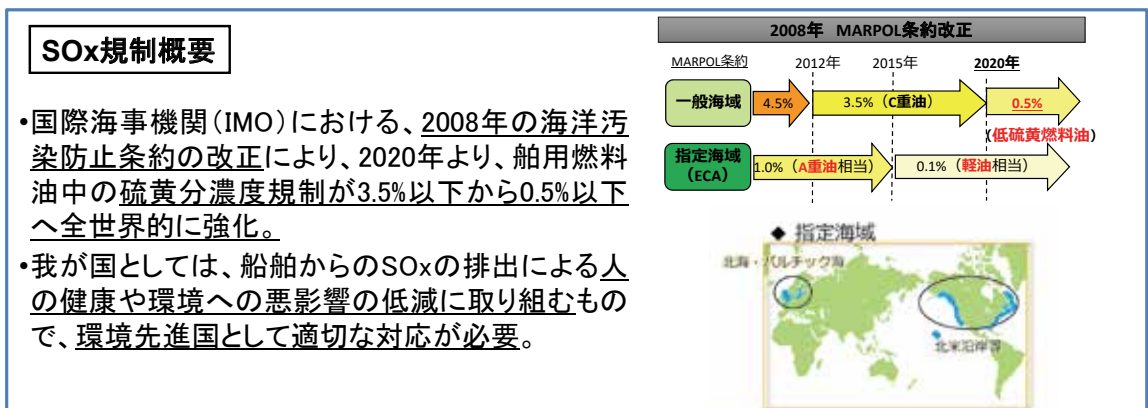 SOx規制概要
•国際海事機関（IMO）における、2008年の海洋汚
染防止条約の改正により、2020年より、舶用燃料
油中の硫黄分濃度規制が3.5%以下から0.5%以下
へ全世界的に強化。
•我が国としては、船舶からのSOxの排出による人
の健康や環境への悪影響の低減に取り組むもの
で、環境先進国として適切な対応が必要。
2008年 MARPOL条約改正
MARPOL条約 2012年 2015年 2020年
一般海域 4.5% 3.5%（C重油） 0.5%
（低硫黄燃料油）
指定海域
（ECA） 1.0%（A重油相当） 0.1%（軽油相当）
◆ 指定海域
北海・バルチック海
北米沿岸等